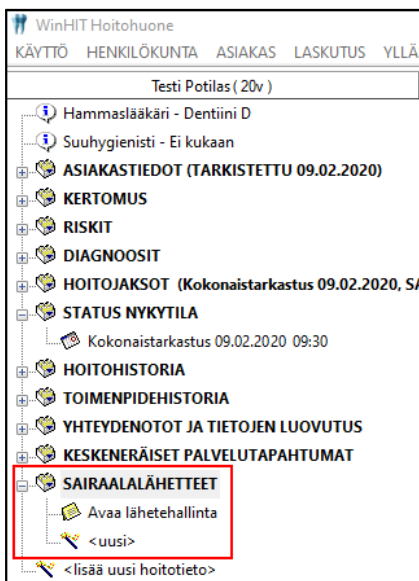 WinHIT Hoitohuone
KÄYTTÖ HENKILÖKUNTA ASIAKAS LASKUTUS YLLÄ
Testi Potilas ( 20v )
Hammaslääkäri - Dentiini D
Suuhygienisti - Ei kukaan
ASIAKASTIEDOT (TARKISTETTU 09.02.2020)
KERTOMUS
RISKIT
DIAGNOOSIT
HOITOJAKSOT (Kokonaistarkastus 09.02.2020, SA
STATUS NYKYTILA
Kokonaistarkastus 09.02.2020 09:30
HOITOHISTORIA
TOIMENPIDEHISTORIA
YHTEYDENOTOT JA TIETOJEN LUOVUTUS
KESKENERÄISET PALVELUTAPAHTUMAT
SAIRAALALÄHETTEET
Avaa lähetehallinta
<uusi>
<lisää uusi hoitotieto>